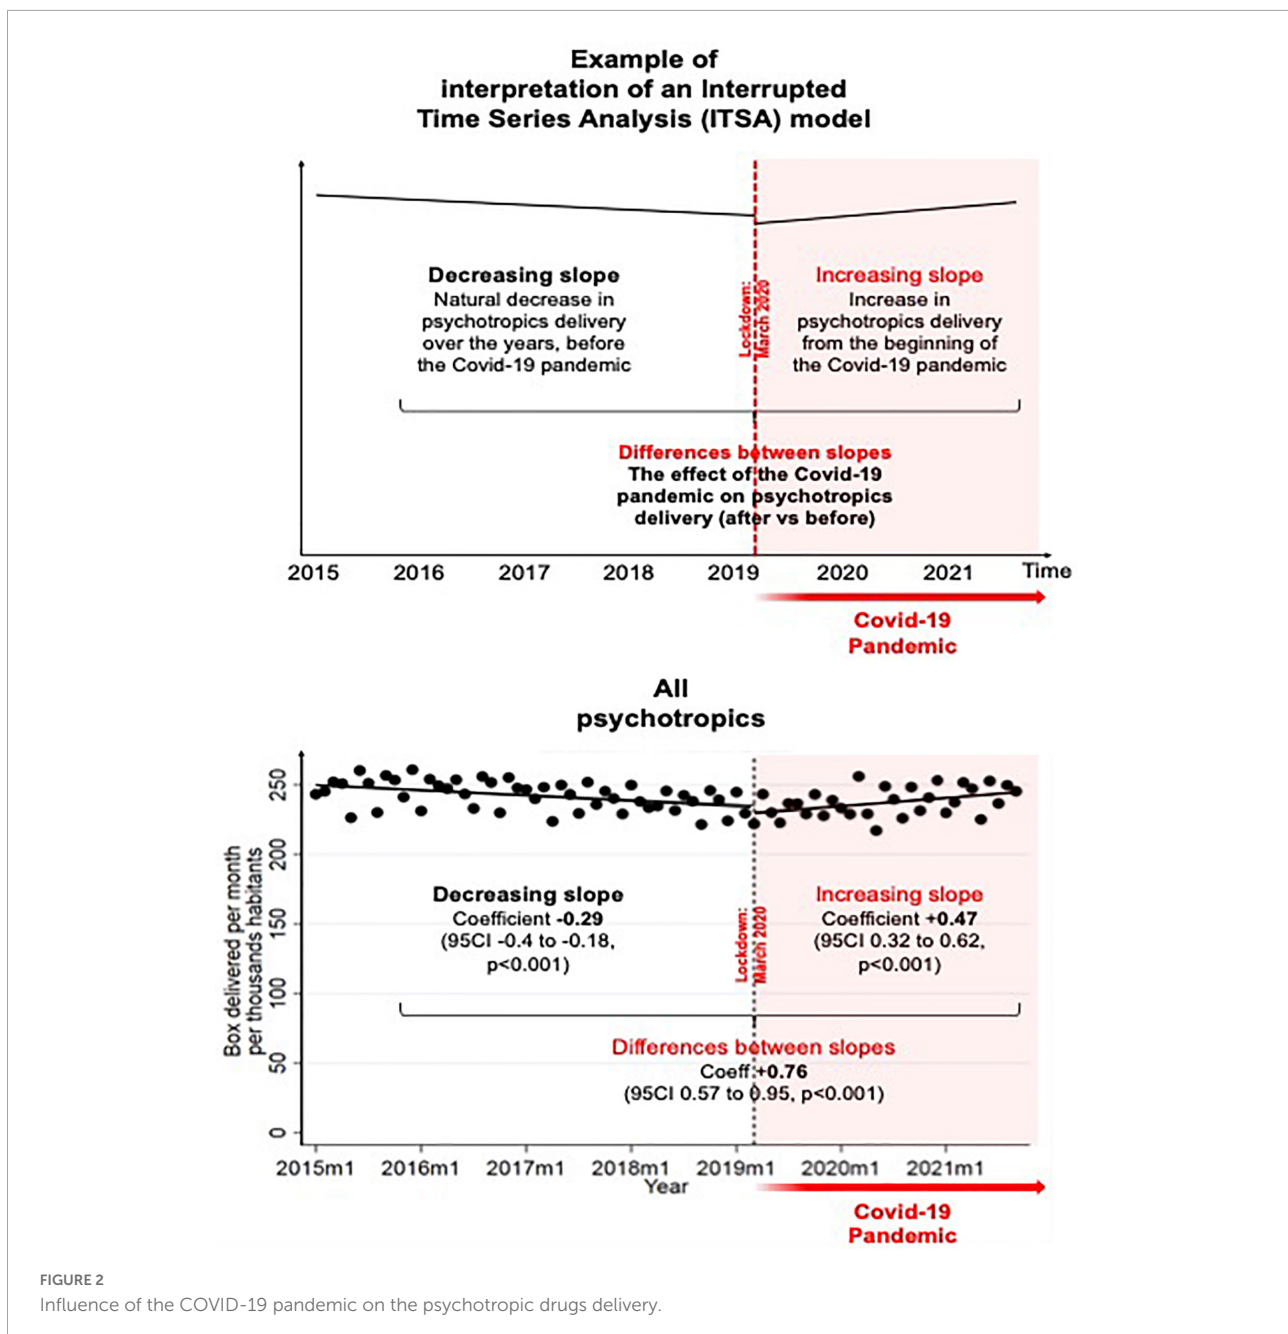 Example of
interpretation of an Interrupted
Time Series Analysis (ITSA) model
Decreasing slope
Natural decrease in
psychotropics delivery
over the years, before
the Covid-19 pandemic
Lockdown:
March 2020
Increasing slope
Increase in
psychotropics delivery
from the beginning of
the Covid-19 pandemic
Differences between slopes
The effect of the Covid-19
pandemic on psychotropics
delivery (after vs before)
2015 2016 2017 2018 2019 2020 2021 Time
Covid-19
Pandemic
All
psychotropics
Box delivered per month
per thousands habitants
250
200
150
100
50
0
Decreasing slope
Coefficient -0.29
(95CI -0.4 to -0.18,
p<0.001)
Lockdown:
March 2020
Increasing slope
Coefficient +0.47
(95CI 0.32 to 0.62,
p<0.001)
Differences between slopes
Coeff +0.76
(95CI 0.57 to 0.95, p<0.001)
2015m1 2016m1 2017m1 2018m1 2019m1 2020m1 2021m1
Year
Covid-19
Pandemic
FIGURE 2
Influence of the COVID-19 pandemic on the psychotropic drugs delivery.